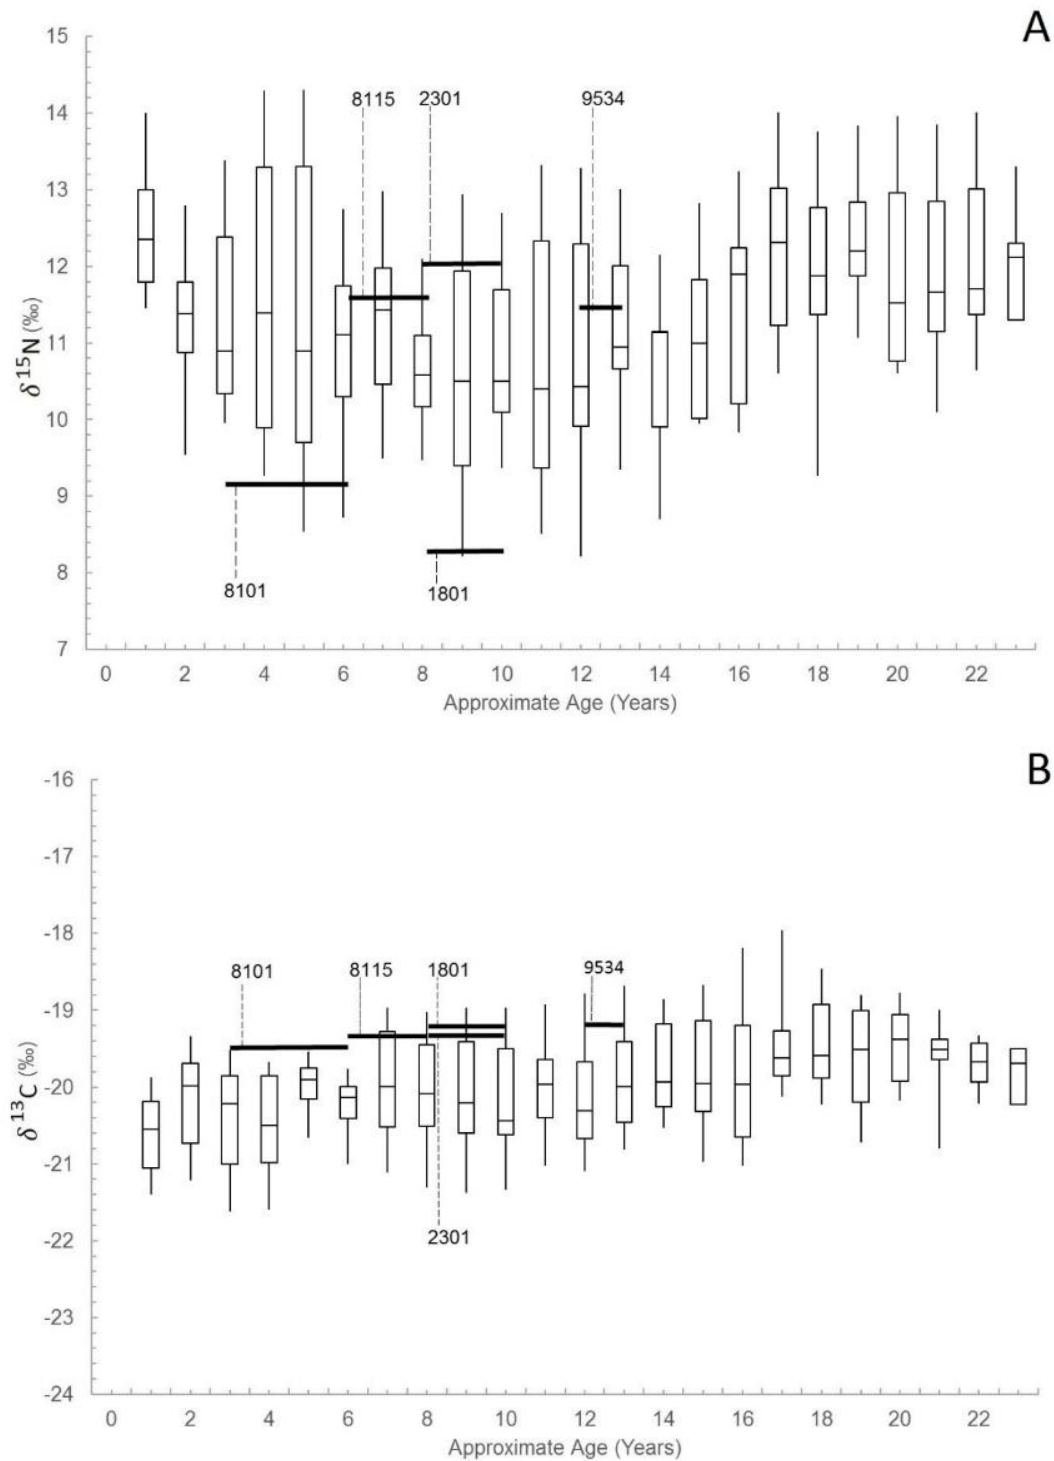 A
15
14
13
12
11
10
9
8
7
δ¹⁵N (‰)
8115 2301 9534
8101
1801
0 2 4 6 8 10 12 14 16 18 20 22
Approximate Age (Years)
B
-16
-17
-18
-19
-20
-21
-22
-23
-24
δ¹³C (‰)
8101 8115 1801 9534
2301
0 2 4 6 8 10 12 14 16 18 20 22
Approximate Age (Years)